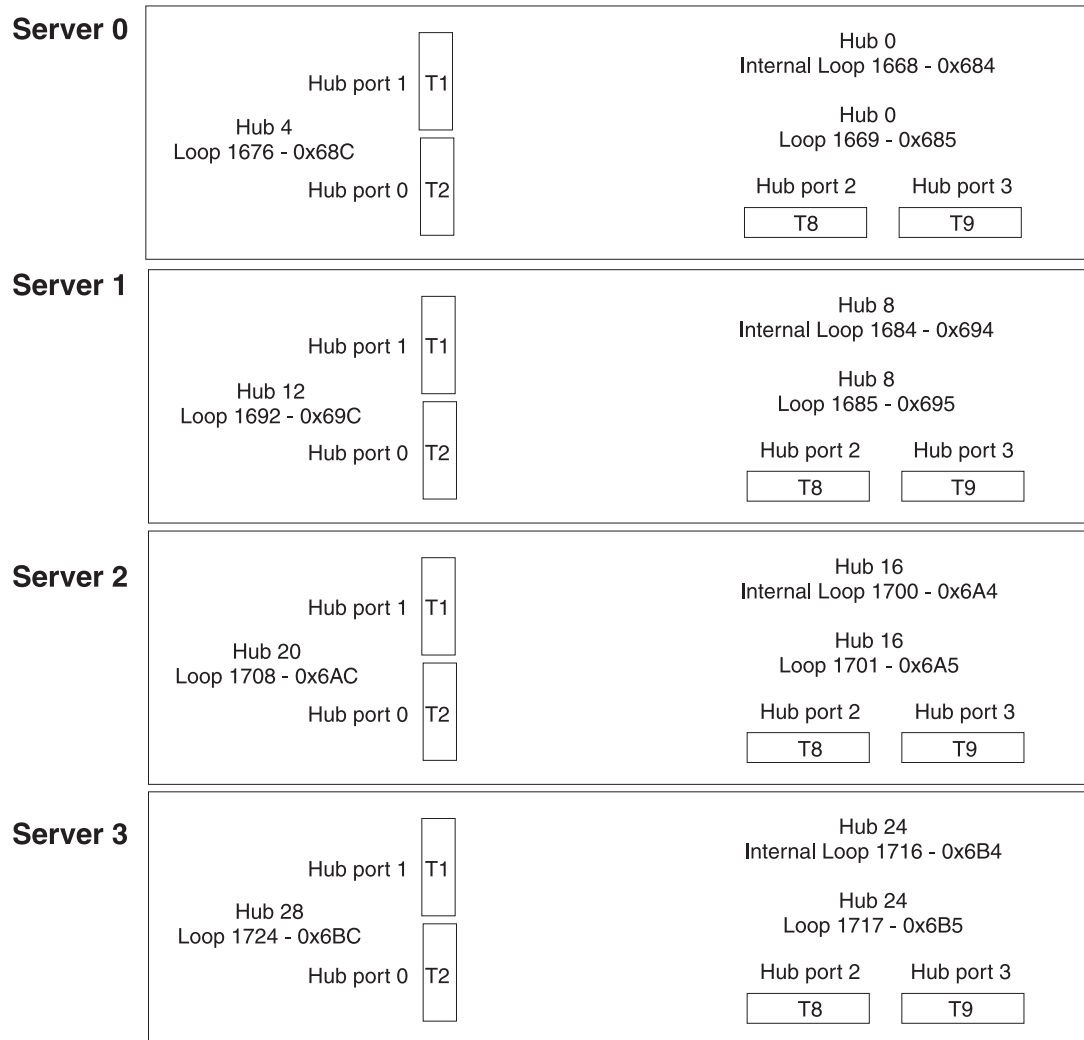 Server 0
Hub port 1 T1
Hub 4
Loop 1676 - 0x68C
Hub port 0 T2
Hub 0
Internal Loop 1668 - 0x684
Hub 0
Loop 1669 - 0x685
Hub port 2 Hub port 3
T8 T9
Server 1
Hub port 1 T1
Hub 12
Loop 1692 - 0x69C
Hub port 0 T2
Hub 8
Internal Loop 1684 - 0x694
Hub 8
Loop 1685 - 0x695
Hub port 2 Hub port 3
T8 T9
Server 2
Hub port 1 T1
Hub 20
Loop 1708 - 0x6AC
Hub port 0 T2
Hub 16
Internal Loop 1700 - 0x6A4
Hub 16
Loop 1701 - 0x6A5
Hub port 2 Hub port 3
T8 T9
Server 3
Hub port 1 T1
Hub 28
Loop 1724 - 0x6BC
Hub port 0 T2
Hub 24
Internal Loop 1716 - 0x6B4
Hub 24
Loop 1717 - 0x6B5
Hub port 2 Hub port 3
T8 T9